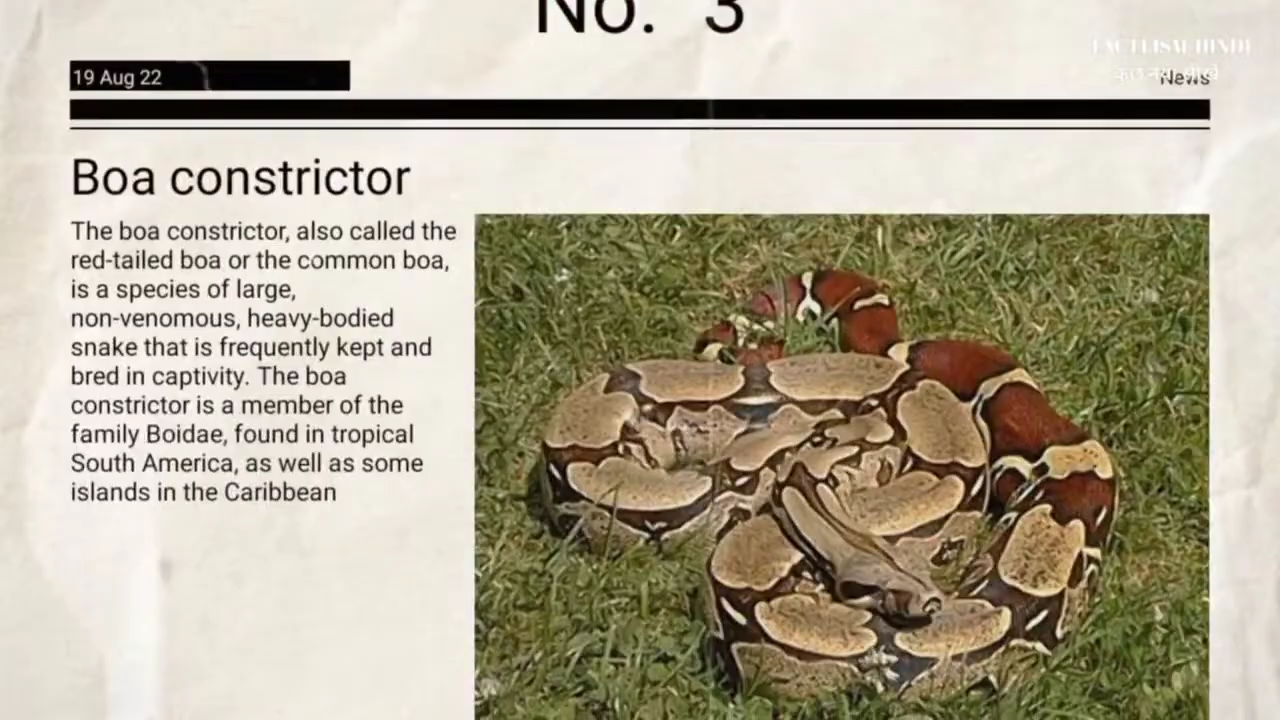 No. 3
19 Aug 22
News
Boa constrictor
The boa constrictor, also called the
red-tailed boa or the common boa,
is a species of large,
non-venomous, heavy-bodied
snake that is frequently kept and
bred in captivity. The boa
constrictor is a member of the
family Boidae, found in tropical
South America, as well as some
islands in the Caribbean